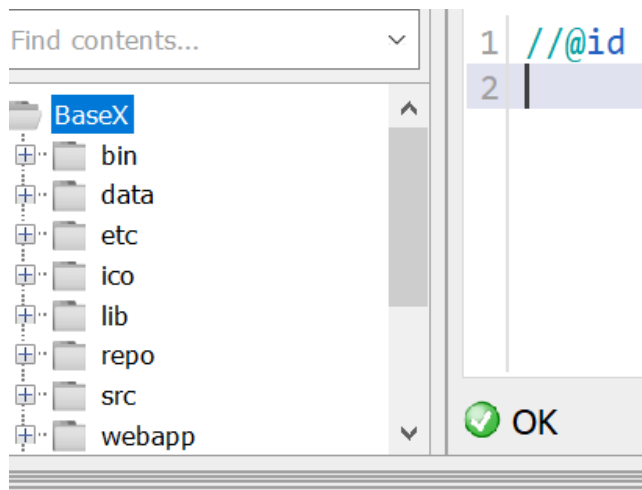 Find contents...
BaseX
bin
data
etc
ico
lib
repo
src
webapp
1 //@id
2
OK